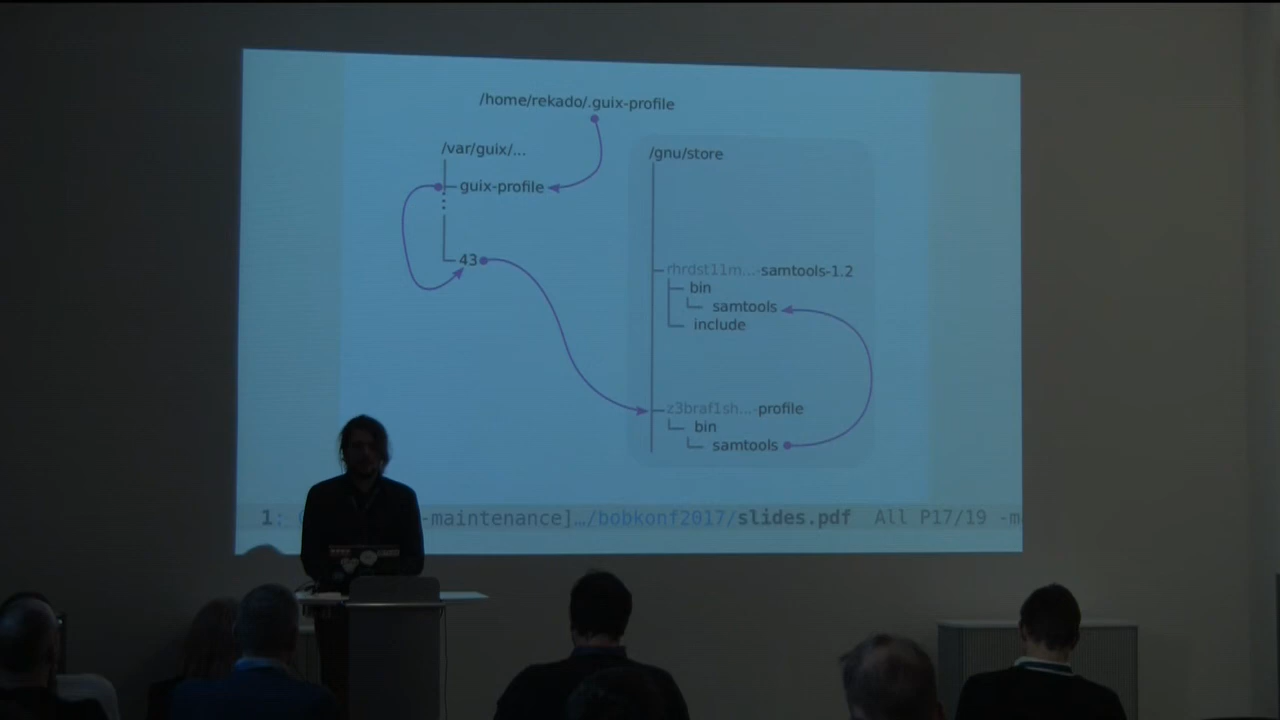 /home/rekado/.guix-profile
/var/guix/...
guix-profile
43
/gnu/store
rhrdst11m...-samtools-1.2
bin
samtools
include
z3braf1sh...-profile
bin
samtools
1: -maintenance]…/bobkonf2017/slides.pdf All P17/19 -m